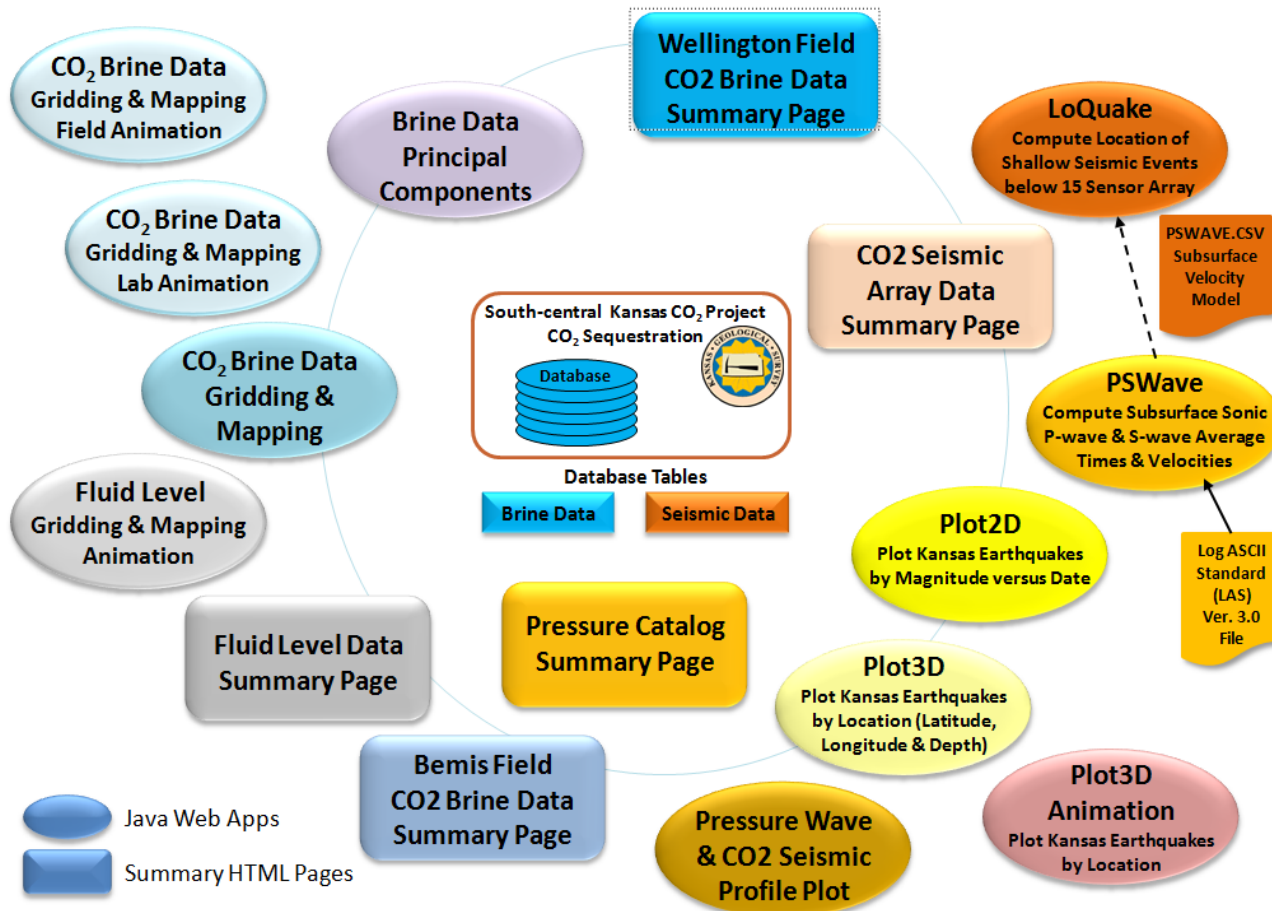 Wellington Field
CO2 Brine Data
Summary Page
CO₂ Brine Data
Gridding & Mapping
Field Animation
Brine Data
Principal
Components
LoQuake
Compute Location of
Shallow Seismic Events
below 15 Sensor Array
CO₂ Brine Data
Gridding & Mapping
Lab Animation
PSWAVE.CSV
Subsurface
Velocity
Model
CO2 Seismic
Array Data
Summary Page
South-central Kansas CO₂ Project
CO₂ Sequestration
KANSAS • GEOLOGICAL • SURVEY
Database
CO₂ Brine Data
Gridding &
Mapping
PSWave
Compute Subsurface Sonic
P-wave & S-wave Average
Times & Velocities
Database Tables
Brine Data
Seismic Data
Fluid Level
Gridding & Mapping
Animation
Plot2D
Plot Kansas Earthquakes
by Magnitude versus Date
Log ASCII
Standard
(LAS)
Ver. 3.0
File
Fluid Level Data
Summary Page
Pressure Catalog
Summary Page
Plot3D
Plot Kansas Earthquakes
by Location (Latitude,
Longitude & Depth)
Bemis Field
CO2 Brine Data
Summary Page
Pressure Wave
& CO2 Seismic
Profile Plot
Plot3D
Animation
Plot Kansas Earthquakes
by Location
Java Web Apps
Summary HTML Pages